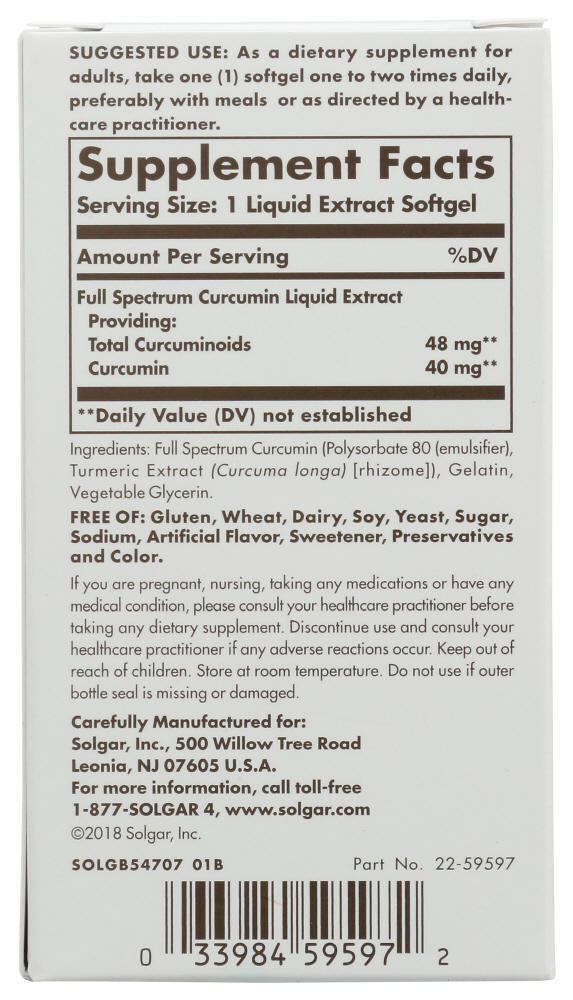 SUGGESTED USE: As a dietary supplement for
adults, take one (1) softgel one to two times daily,
preferably with meals or as directed by a health-
care practitioner.
Supplement Facts
Serving Size: 1 Liquid Extract Softgel
Amount Per Serving %DV
Full Spectrum Curcumin Liquid Extract
Providing:
Total Curcuminoids 48 mg**
Curcumin 40 mg**
**Daily Value (DV) not established
Ingredients: Full Spectrum Curcumin (Polysorbate 80 (emulsifier),
Turmeric Extract (Curcuma longa) [rhizome]), Gelatin,
Vegetable Glycerin.
FREE OF: Gluten, Wheat, Dairy, Soy, Yeast, Sugar,
Sodium, Artificial Flavor, Sweetener, Preservatives
and Color.
If you are pregnant, nursing, taking any medications or have any
medical condition, please consult your healthcare practitioner before
taking any dietary supplement. Discontinue use and consult your
healthcare practitioner if any adverse reactions occur. Keep out of
reach of children. Store at room temperature. Do not use if outer
bottle seal is missing or damaged.
Carefully Manufactured for:
Solgar, Inc., 500 Willow Tree Road
Leonia, NJ 07605 U.S.A.
For more information, call toll-free
1-877-SOLGAR 4, www.solgar.com
©2018 Solgar, Inc.
SOLGB54707 01B Part No. 22-59597
0 33984 59597 2